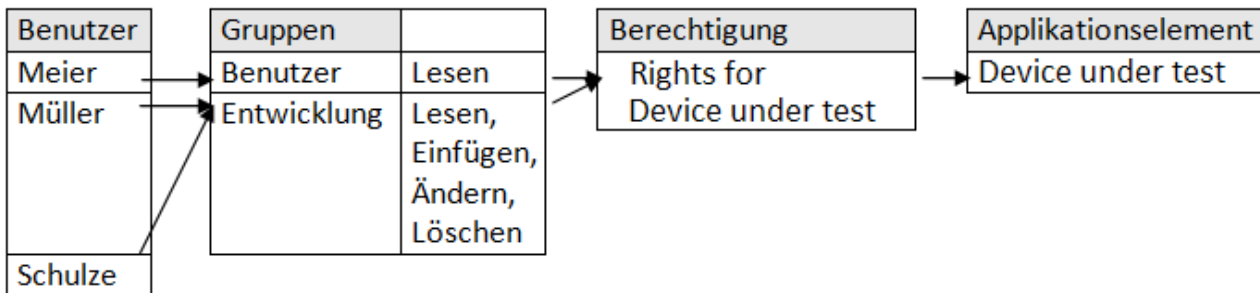 Benutzer
Gruppen
Berechtigung
Applikationselement
Meier
Benutzer
Lesen
Rights for
Device under test
Device under test
Müller
Entwicklung
Lesen,
Einfügen,
Ändern,
Löschen
Schulze